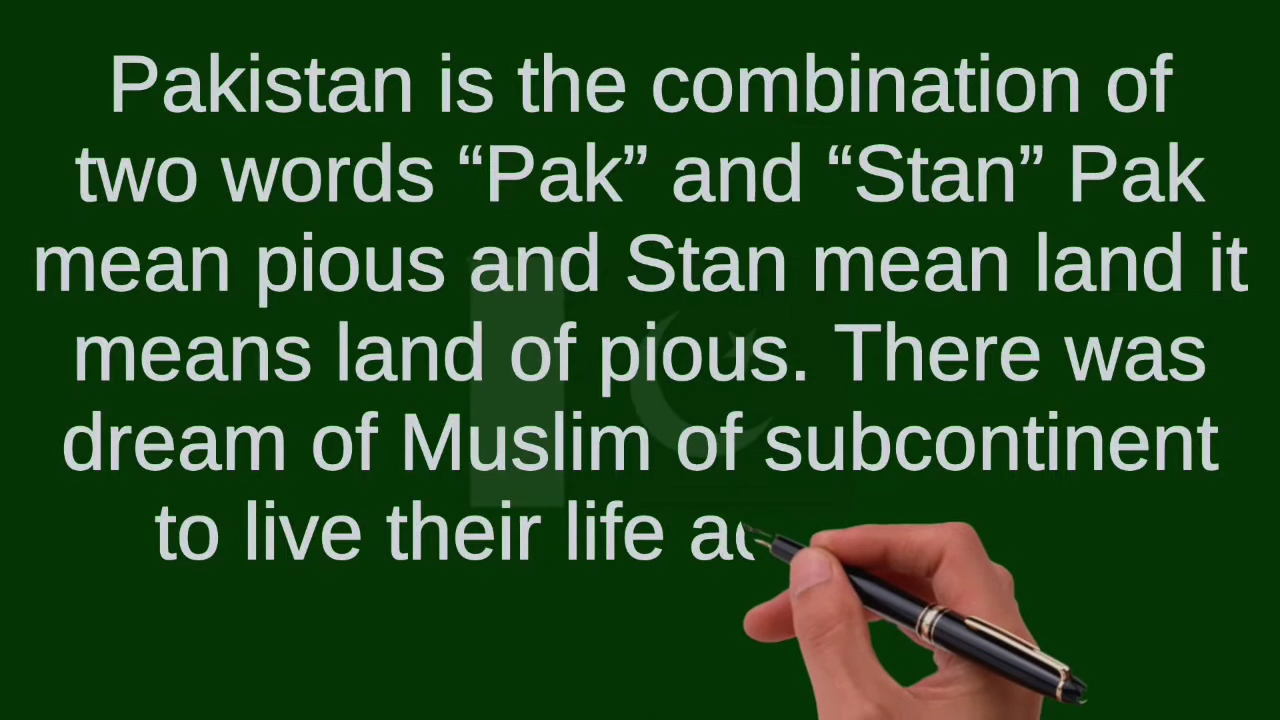 Pakistan is the combination of
two words “Pak” and “Stan” Pak
mean pious and Stan mean land it
means land of pious. There was
dream of Muslim of subcontinent
to live their life